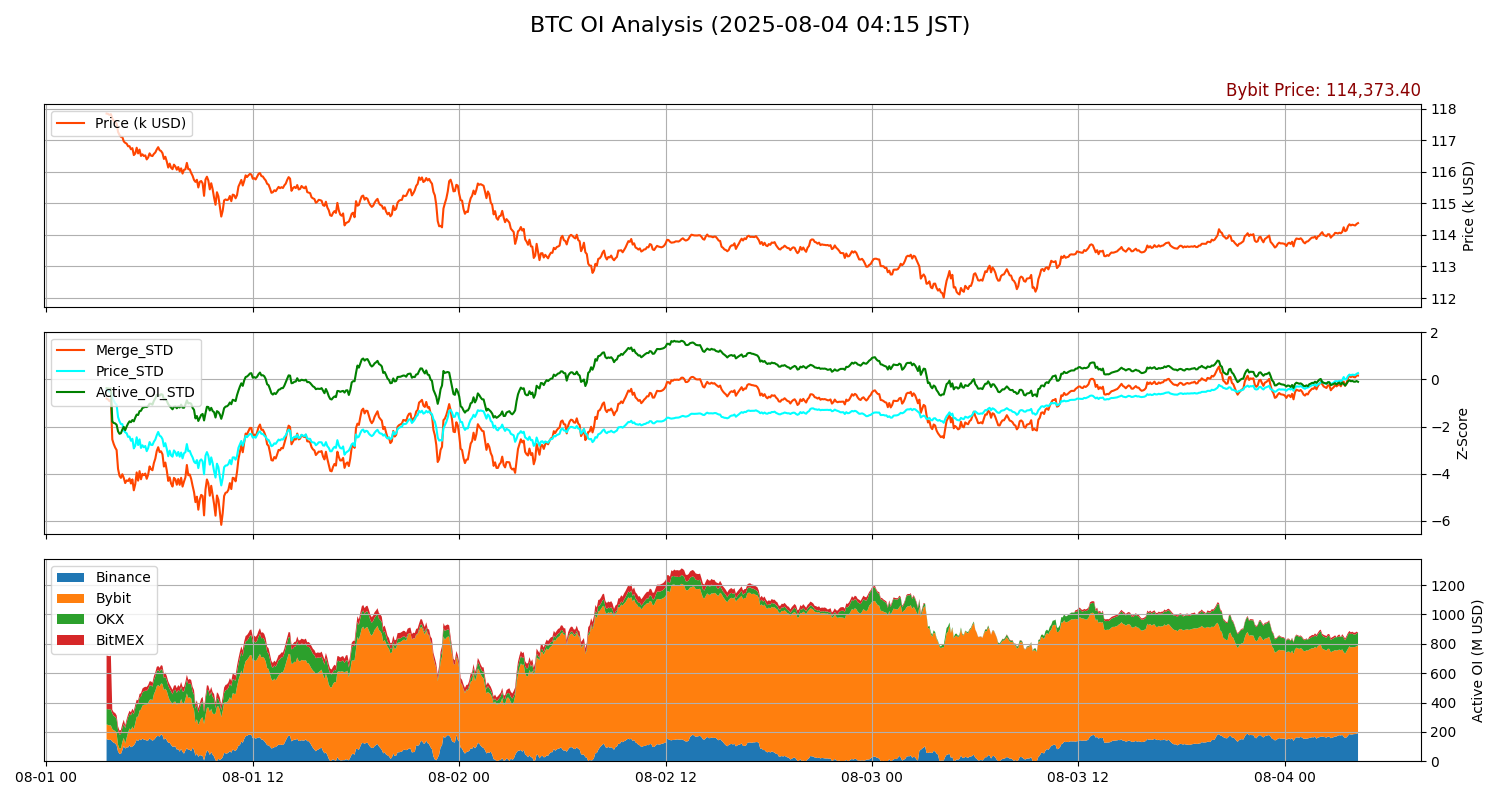 BTC OI Analysis (2025-08-04 04:15 JST)
Bybit Price: 114,373.40
Price (k USD)
118
117
116
115
114
113
112
Price (k USD)
Merge_STD
Price_STD
Active_OI_STD
2
0
−2
−4
−6
Z-Score
Binance
Bybit
OKX
BitMEX
1200
1000
800
600
400
200
0
Active OI (M USD)
08-01 00
08-01 12
08-02 00
08-02 12
08-03 00
08-03 12
08-04 00